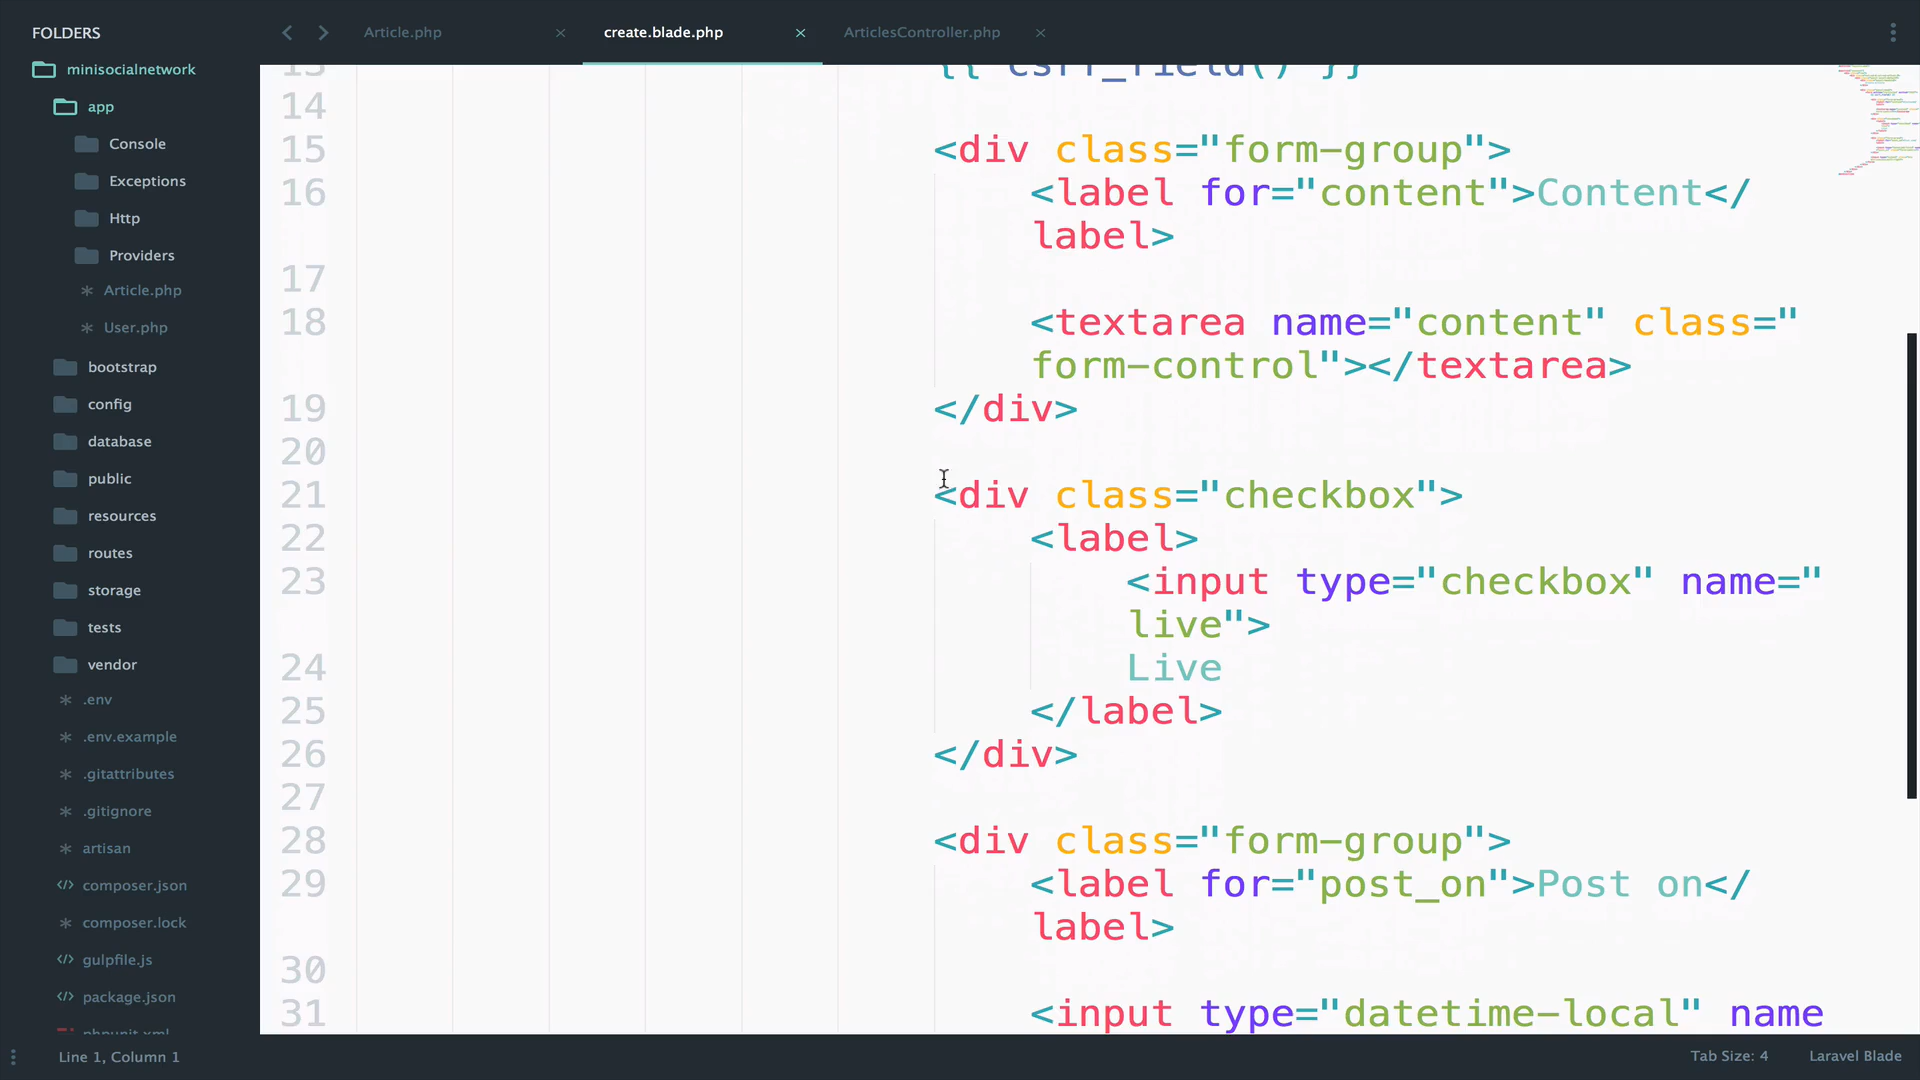 FOLDERS
minisocialnetwork
app
Console
Exceptions
Http
Providers
Article.php
User.php
bootstrap
config
database
public
resources
routes
storage
tests
vendor
.env
.env.example
.gitattributes
.gitignore
artisan
composer.json
composer.lock
gulpfile.js
package.json
phpunit.xml
Article.php
create.blade.php
ArticlesController.php
13 {{ csrf_field() }}
14
15 <div class="form-group">
16 <label for="content">Content</
label>
17
18 <textarea name="content" class="
form-control"></textarea>
19 </div>
20
21 <div class="checkbox">
22 <label>
23 <input type="checkbox" name="
live">
24 Live
25 </label>
26 </div>
27
28 <div class="form-group">
29 <label for="post_on">Post on</
label>
30
31 <input type="datetime-local" name
Line 1, Column 1
Tab Size: 4
Laravel Blade